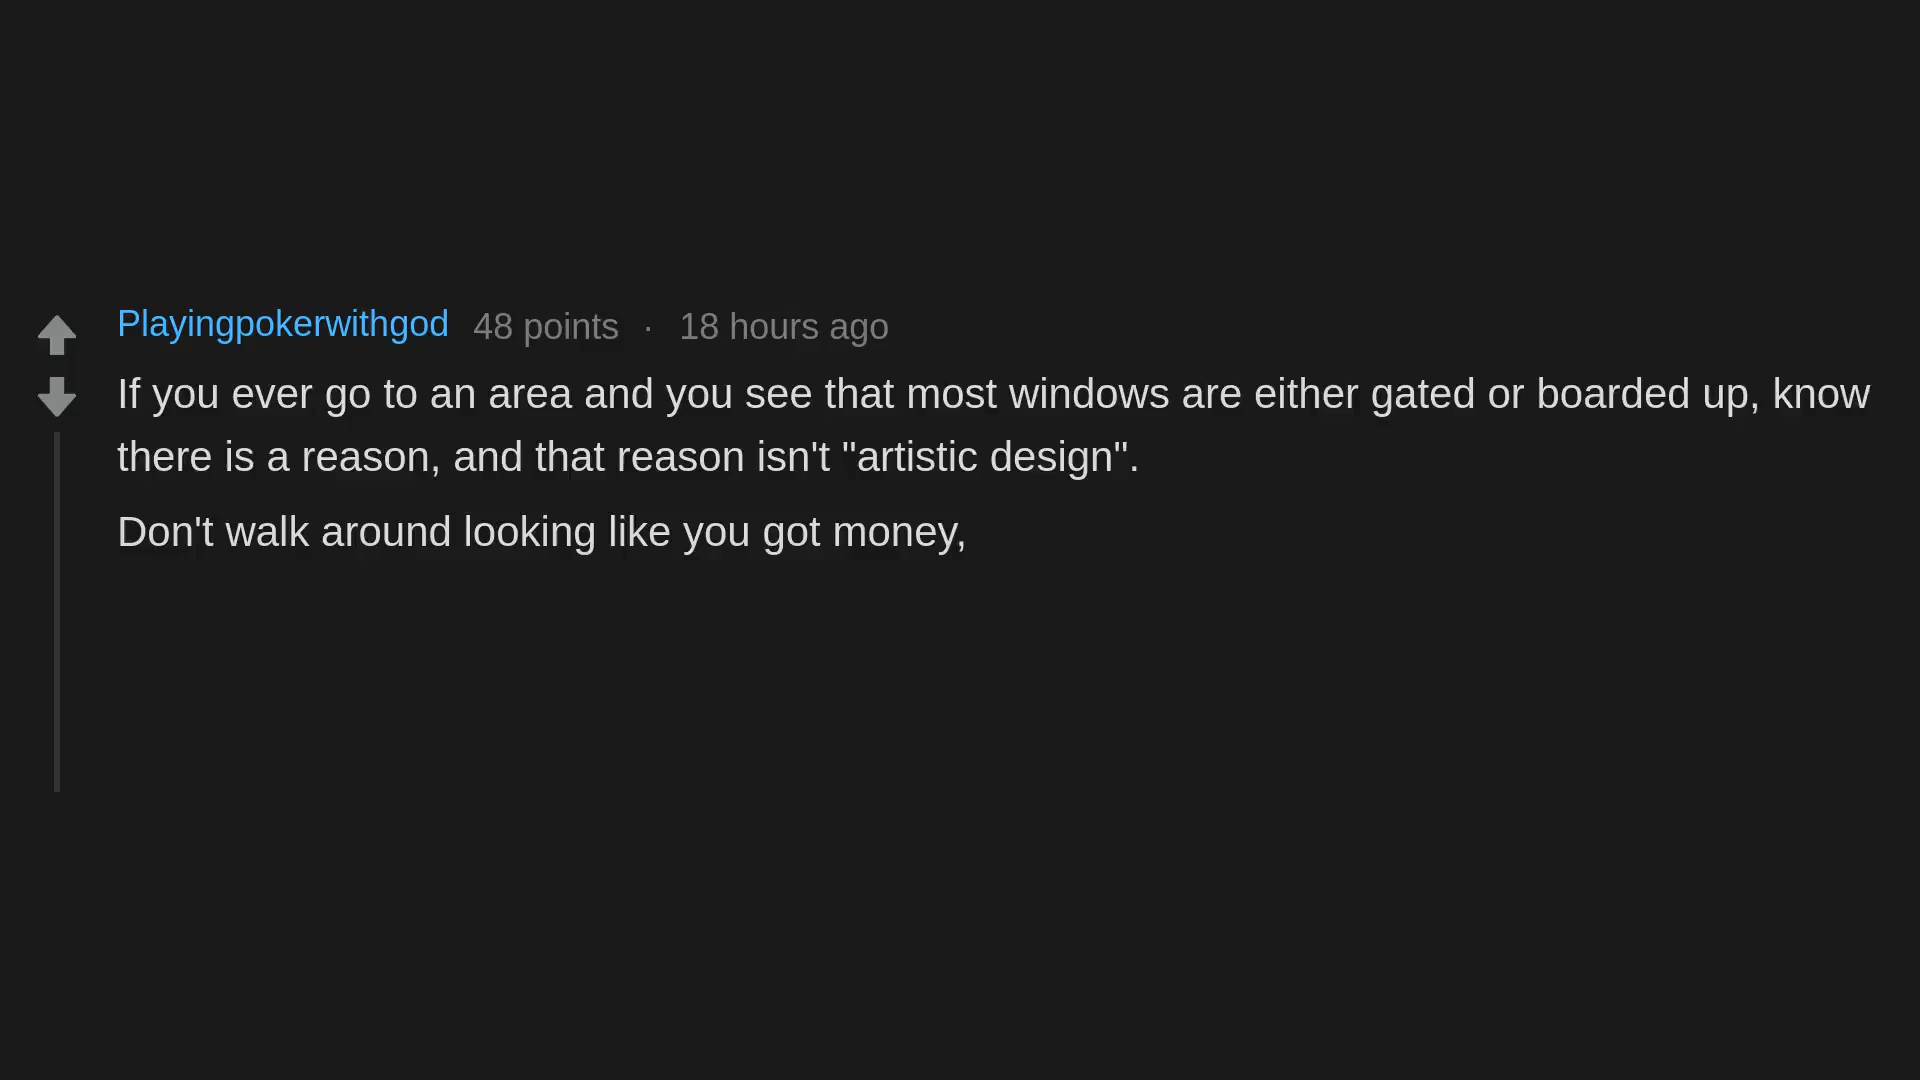 Playingpokerwithgod 48 points · 18 hours ago
If you ever go to an area and you see that most windows are either gated or boarded up, know
there is a reason, and that reason isn't "artistic design".
Don't walk around looking like you got money,